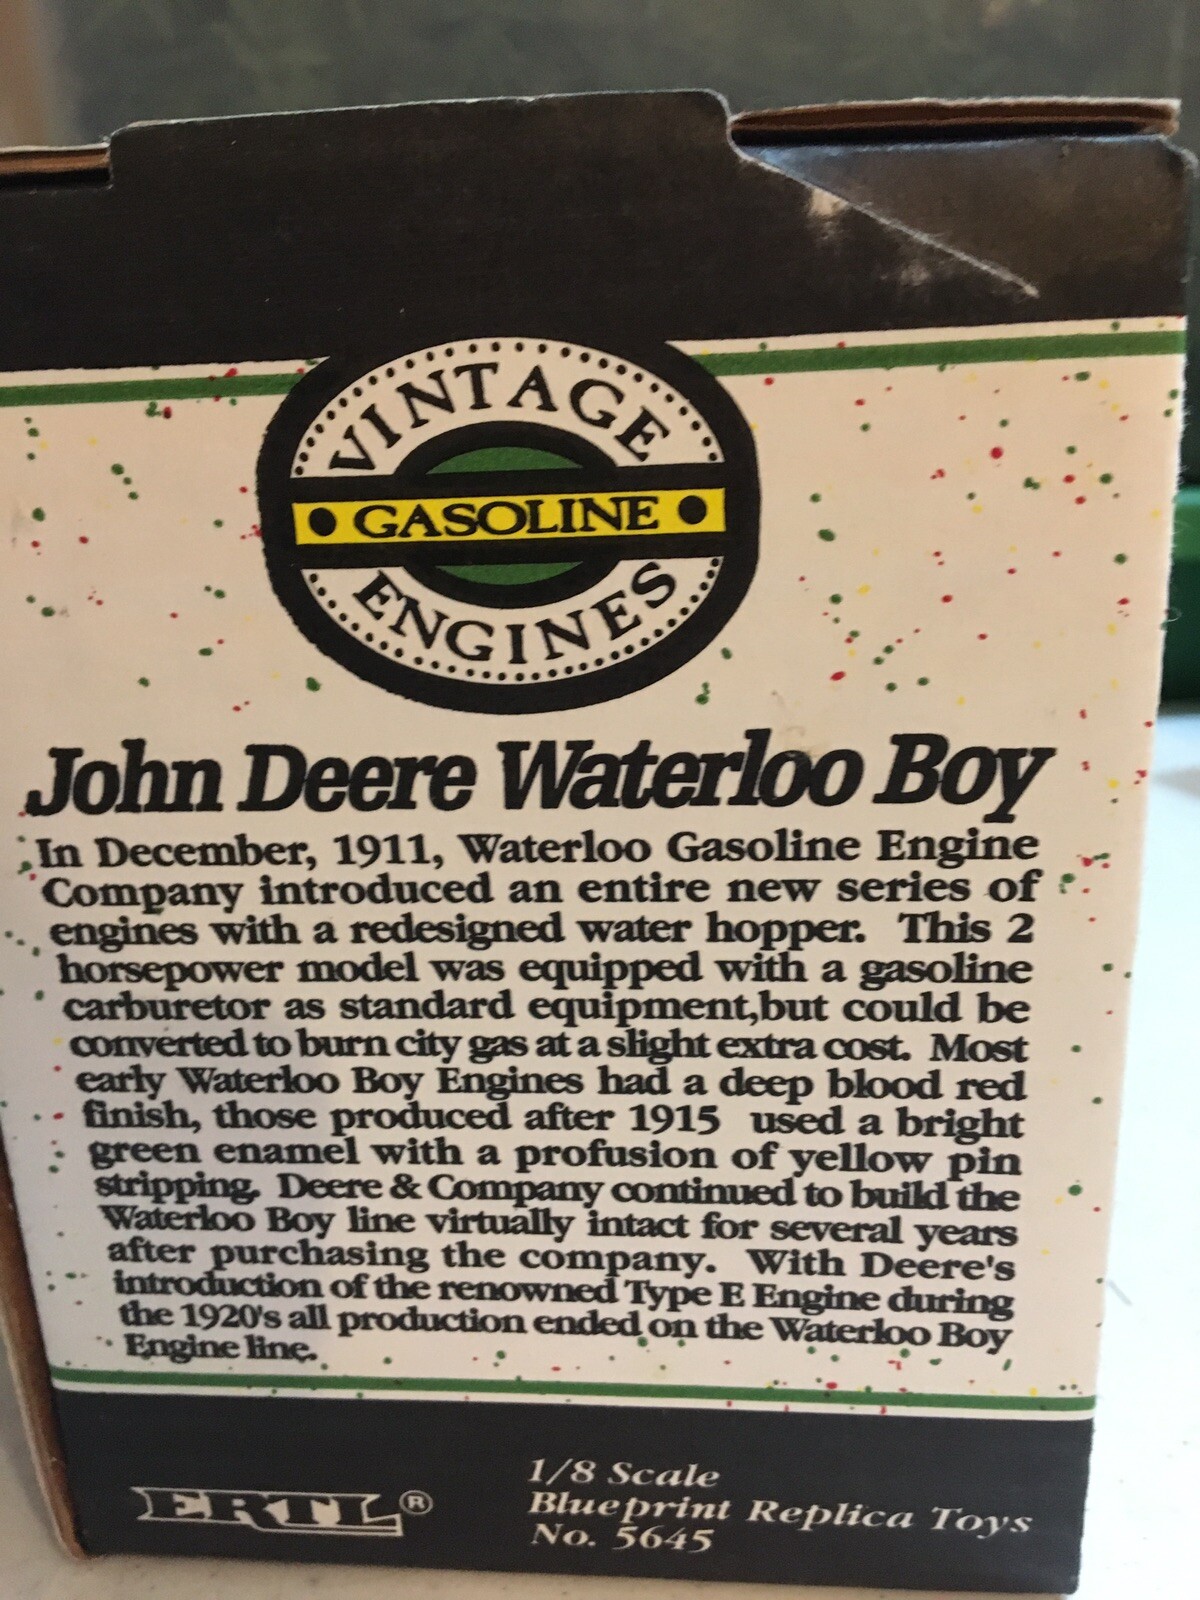 VINTAGE
GASOLINE
ENGINES
John Deere Waterloo Boy
In December, 1911, Waterloo Gasoline Engine
Company introduced an entire new series of
engines with a redesigned water hopper. This 2
horsepower model was equipped with a gasoline
carburetor as standard equipment,but could be
converted to burn city gas at a slight extra cost. Most
early Waterloo Boy Engines had a deep blood red
finish, those produced after 1915 used a bright
green enamel with a profusion of yellow pin
stripping. Deere & Company continued to build the
Waterloo Boy line virtually intact for several years
after purchasing the company. With Deere's
introduction of the renowned Type E Engine during
the 1920's all production ended on the Waterloo Boy
Engine line.
ERTL®
1/8 Scale
Blueprint Replica Toys
No. 5645